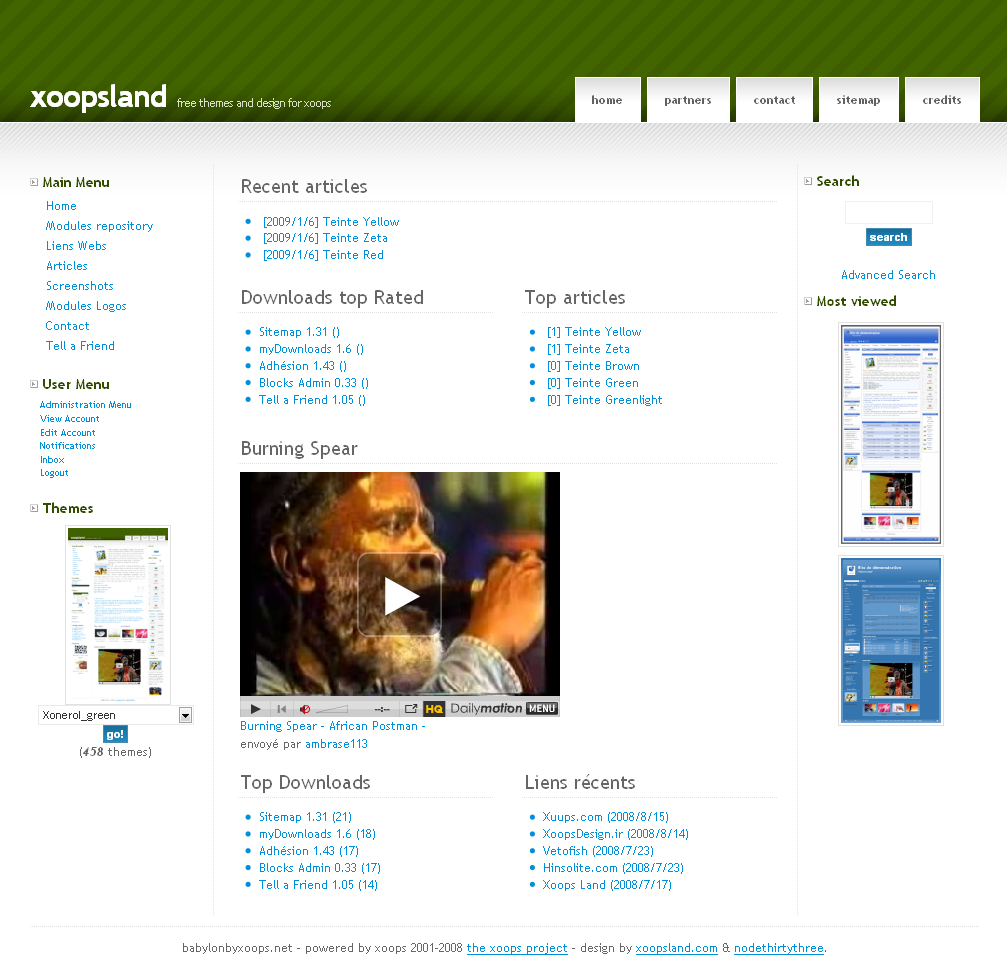 xoopsland free themes and design for xoops
home partners contact sitemap credits
Main Menu
Home
Modules repository
Liens Webs
Articles
Screenshots
Modules Logos
Contact
Tell a Friend
User Menu
Administration Menu
View Account
Edit Account
Notifications
Inbox
Logout
Themes
Xonerol_green
go!
(458 themes)
Recent articles
[2009/1/6] Teinte Yellow
[2009/1/6] Teinte Zeta
[2009/1/6] Teinte Red
Downloads top Rated
Sitemap 1.31 ()
myDownloads 1.6 ()
Adhésion 1.43 ()
Blocks Admin 0.33 ()
Tell a Friend 1.05 ()
Top articles
[1] Teinte Yellow
[1] Teinte Zeta
[0] Teinte Brown
[0] Teinte Green
[0] Teinte Greenlight
Burning Spear
--:-- HQ Dailymotion MENU
Burning Spear - African Postman -
envoyé par ambrase113
Top Downloads
Sitemap 1.31 (21)
myDownloads 1.6 (18)
Adhésion 1.43 (17)
Blocks Admin 0.33 (17)
Tell a Friend 1.05 (14)
Liens récents
Xuups.com (2008/8/15)
XoopsDesign.ir (2008/8/14)
Vetofish (2008/7/23)
Hinsolite.com (2008/7/23)
Xoops Land (2008/7/17)
Search
search
Advanced Search
Most viewed
babylonbyxoops.net - powered by xoops 2001-2008 the xoops project - design by xoopsland.com & nodethirtythree.